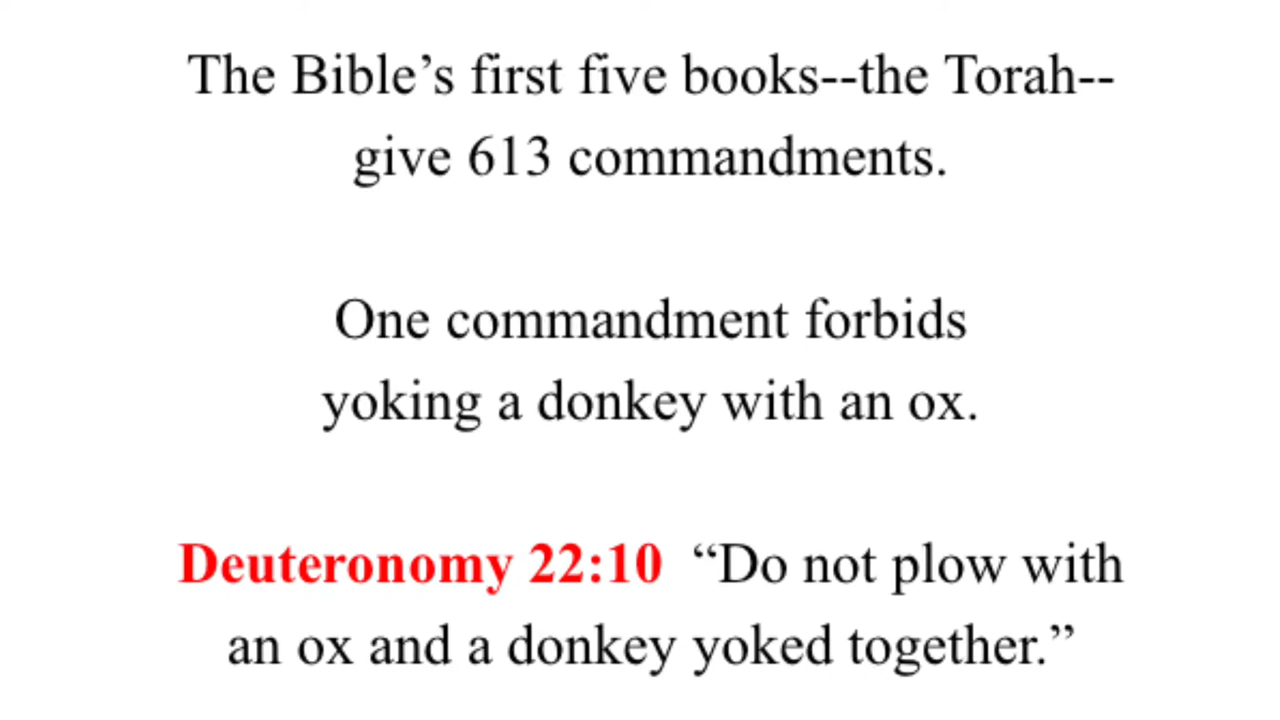 The Bible’s first five books--the Torah--
give 613 commandments.
One commandment forbids
yoking a donkey with an ox.
Deuteronomy 22:10 “Do not plow with
an ox and a donkey yoked together.”